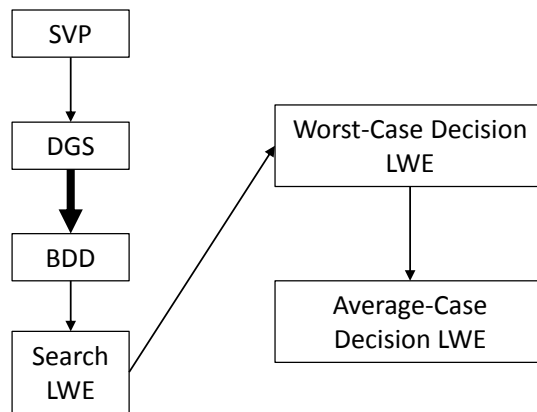 SVP
DGS
BDD
Search
LWE
Worst-Case Decision
LWE
Average-Case
Decision LWE